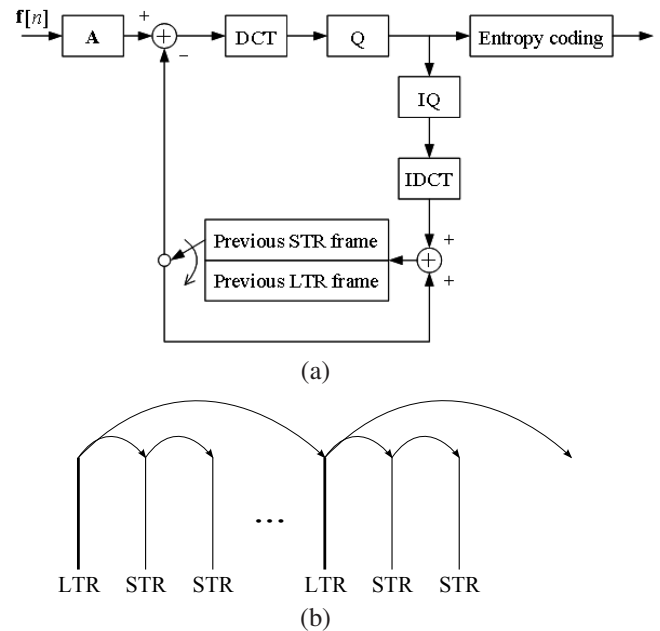 f[n]
A
+
+
−
DCT
Q
Entropy coding
IQ
IDCT
Previous STR frame
+
+
Previous LTR frame
+
(a)
...
LTR STR STR LTR STR STR
(b)